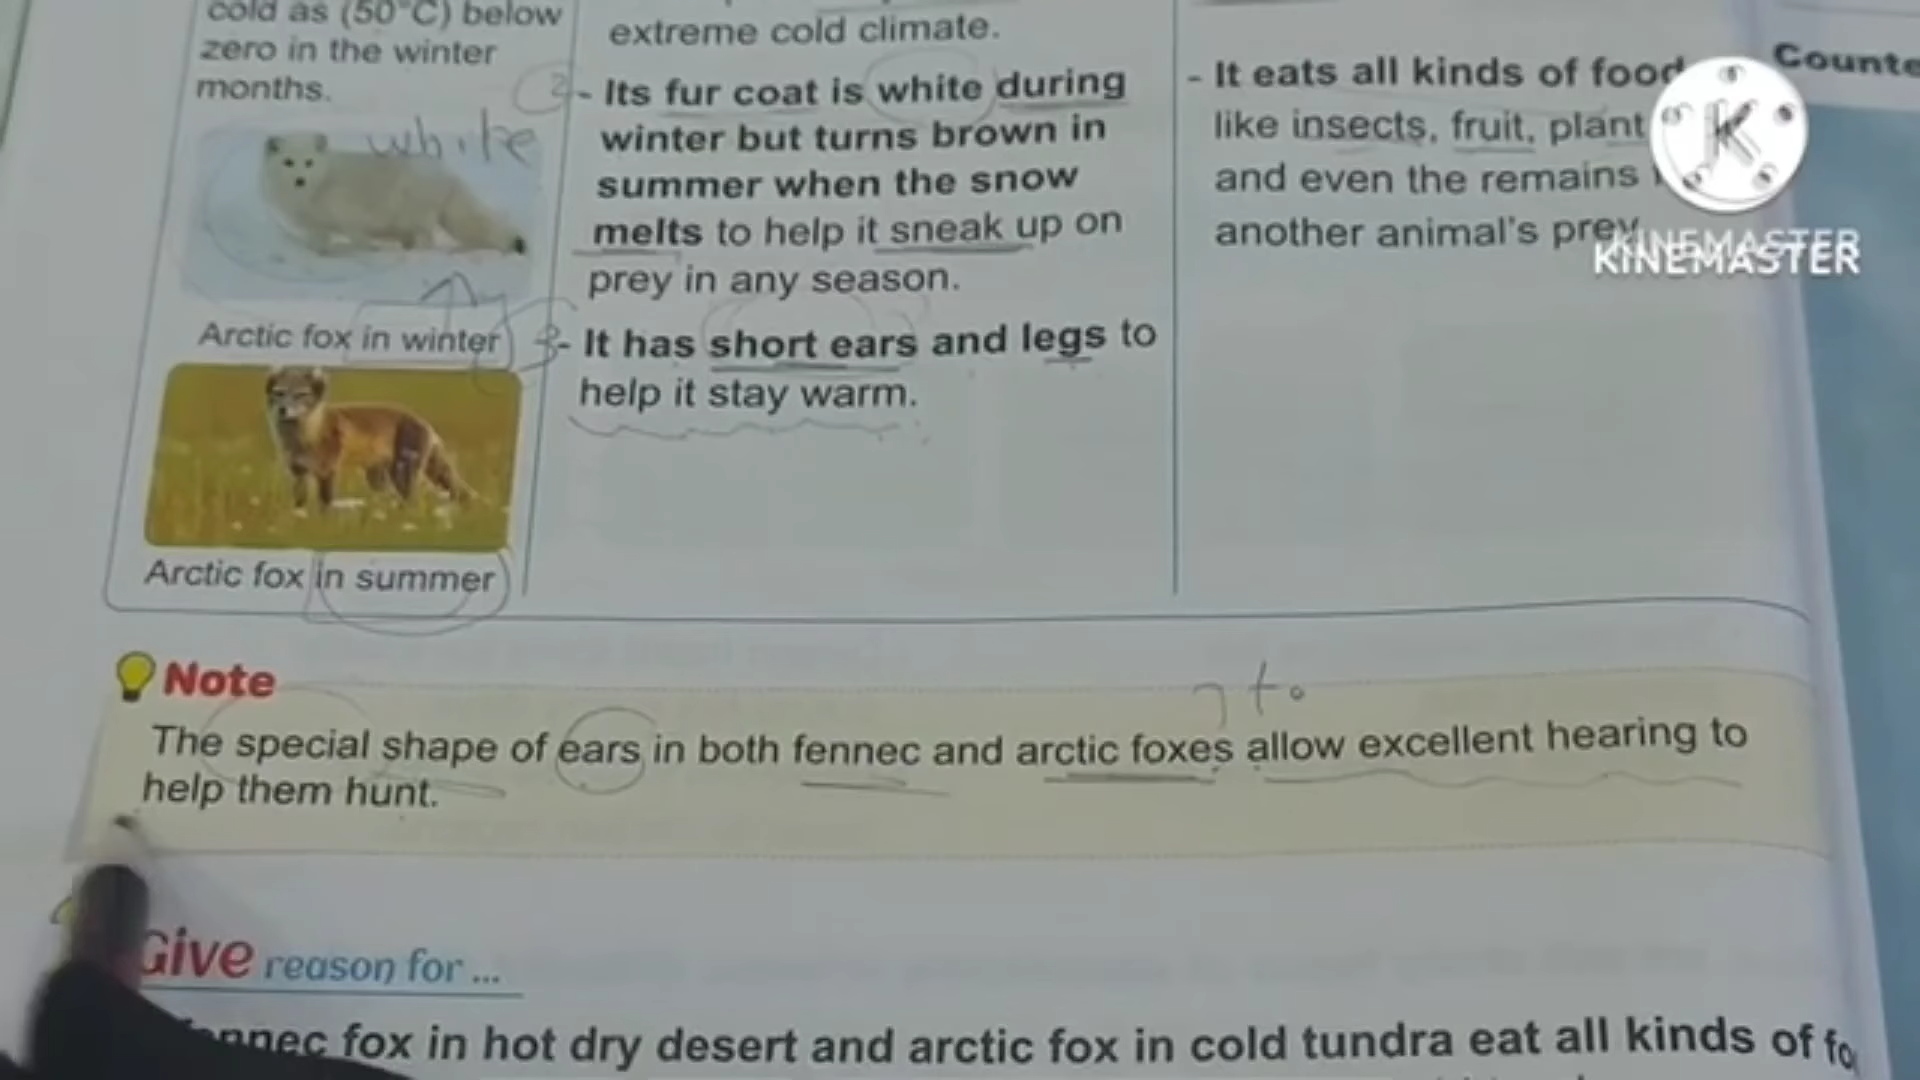 cold as (50°C) below
zero in the winter
months.
white
Arctic fox in winter
Arctic fox in summer
extreme cold climate.
2- Its fur coat is white during
winter but turns brown in
summer when the snow
melts to help it sneak up on
prey in any season.
3- It has short ears and legs to
help it stay warm.
- It eats all kinds of food
like insects, fruit, plant
and even the remains
another animal's prey
K
KINEMASTER
KINEMASTER
Counte
Note
to
The special shape of ears in both fennec and arctic foxes allow excellent hearing to
help them hunt.
Give reason for ...
ennec fox in hot dry desert and arctic fox in cold tundra eat all kinds of fo